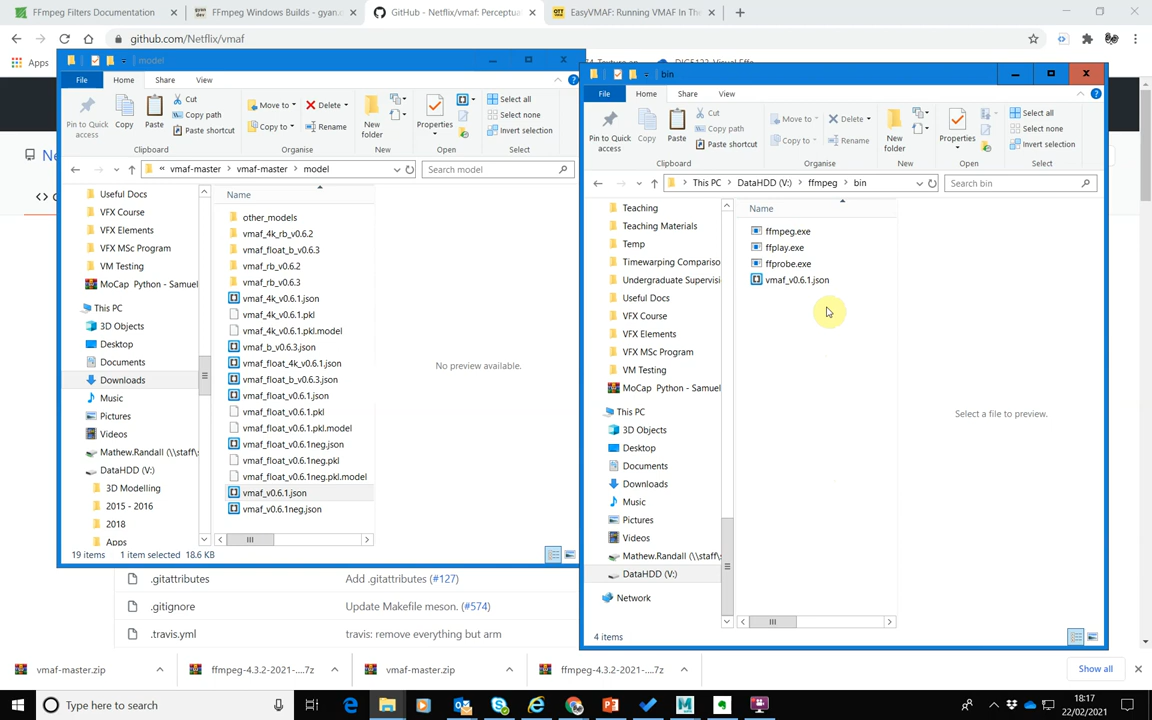 FFmpeg Filters Documentation
FFmpeg Windows Builds - gyan.d
GitHub - Netflix/vmaf: Perceptua
EasyVMAF: Running VMAF In The
github.com/Netflix/vmaf
Apps
model
File Home Share View
Pin to Quick access
Copy
Paste
Cut
Copy path
Paste shortcut
Clipboard
Move to
Copy to
Delete
Rename
Organise
New folder
New
Properties
Open
Select all
Select none
Invert selection
Select
« vmaf-master > vmaf-master > model
Search model
Useful Docs
VFX Course
VFX Elements
VFX MSc Program
VM Testing
MoCap Python - Samuel
This PC
3D Objects
Desktop
Documents
Downloads
Music
Pictures
Videos
Mathew.Randall (\\staff\
DataHDD (V:)
3D Modelling
2015 - 2016
2018
Apps
Name
other_models
vmaf_4k_rb_v0.6.2
vmaf_float_b_v0.6.3
vmaf_rb_v0.6.2
vmaf_rb_v0.6.3
vmaf_4k_v0.6.1.json
vmaf_4k_v0.6.1.pkl
vmaf_4k_v0.6.1.pkl.model
vmaf_b_v0.6.3.json
vmaf_float_4k_v0.6.1.json
vmaf_float_b_v0.6.3.json
vmaf_float_v0.6.1.json
vmaf_float_v0.6.1.pkl
vmaf_float_v0.6.1.pkl.model
vmaf_float_v0.6.1neg.json
vmaf_float_v0.6.1neg.pkl
vmaf_float_v0.6.1neg.pkl.model
vmaf_v0.6.1.json
vmaf_v0.6.1neg.json
No preview available.
19 items 1 item selected 18.6 KB
bin
File Home Share View
Pin to Quick access
Copy
Paste
Cut
Copy path
Paste shortcut
Clipboard
Move to
Copy to
Delete
Rename
Organise
New folder
New
Properties
Open
Select all
Select none
Invert selection
Select
> This PC > DataHDD (V:) > ffmpeg > bin
Search bin
Teaching
Teaching Materials
Temp
Timewarping Compariso
Undergraduate Supervisi
Useful Docs
VFX Course
VFX Elements
VFX MSc Program
VM Testing
MoCap Python - Samuel
This PC
3D Objects
Desktop
Documents
Downloads
Music
Pictures
Videos
Mathew.Randall (\\staff\
DataHDD (V:)
Network
Name
ffmpeg.exe
ffplay.exe
ffprobe.exe
vmaf_v0.6.1.json
Select a file to preview.
4 items
Ne
<> C
.gitattributes Add .gitattributes (#127)
.gitignore Update Makefile meson. (#574)
.travis.yml travis: remove everything but arm
vmaf-master.zip
ffmpeg-4.3.2-2021-....7z
vmaf-master.zip
ffmpeg-4.3.2-2021-....7z
Show all
Type here to search
18:17
22/02/2021